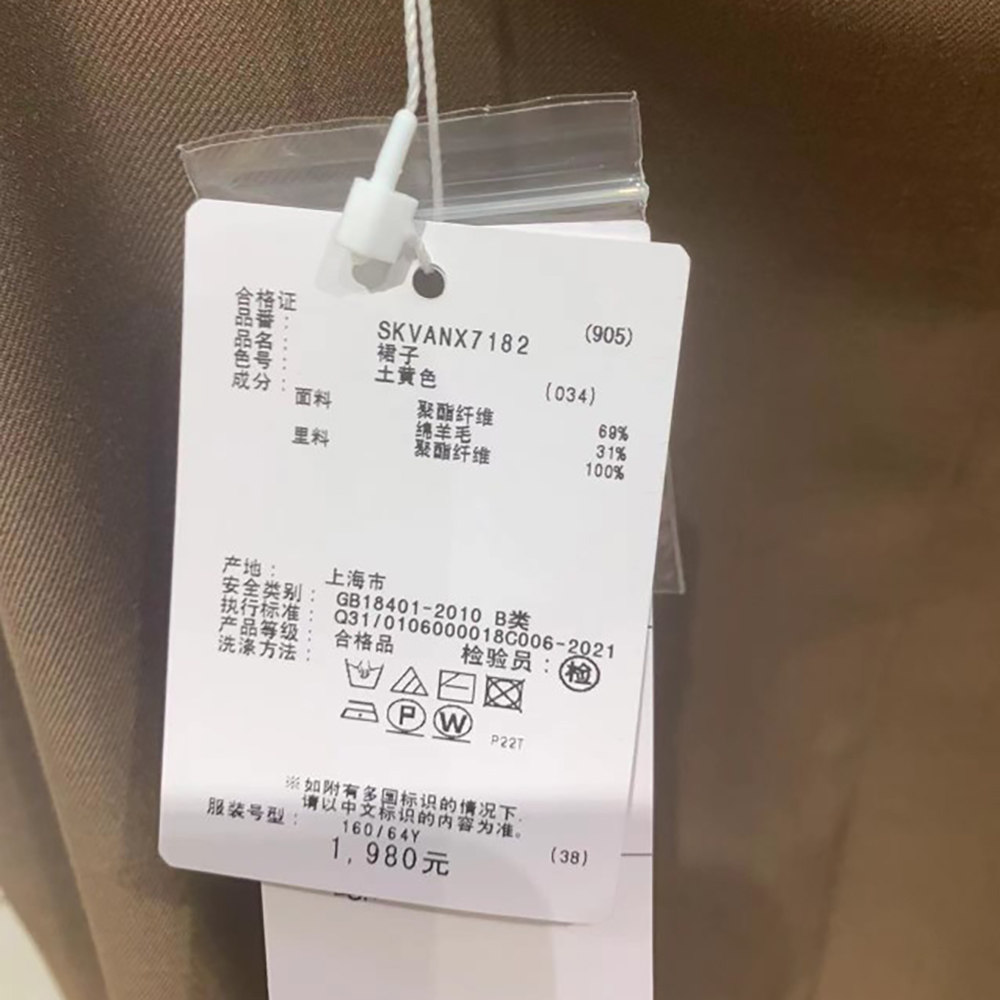 合格证
品番： SKVANX7182 (905)
品名： 裙子
色号： 土黄色 (034)
成分：
面料 聚酯纤维 69%
绵羊毛 31%
里料 聚酯纤维 100%
产地： 上海市
安全类别： GB18401-2010 B类
执行标准： Q31/0106000018C006-2021
产品等级： 合格品 检验员： 检
洗涤方法：
P W
P22T
※如附有多国标识的情况下，
请以中文标识的内容为准。
服装号型： 160/64Y (38)
1,980元